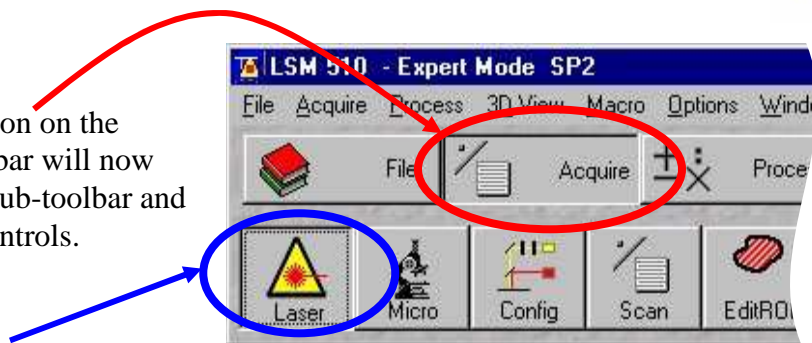 LSM 510 - Expert Mode SP2
File Acquire Process 3D View Macro Options
on on the
bar will now
sub-toolbar and
ntrols.
File Acquire
Laser Micro Config Scan